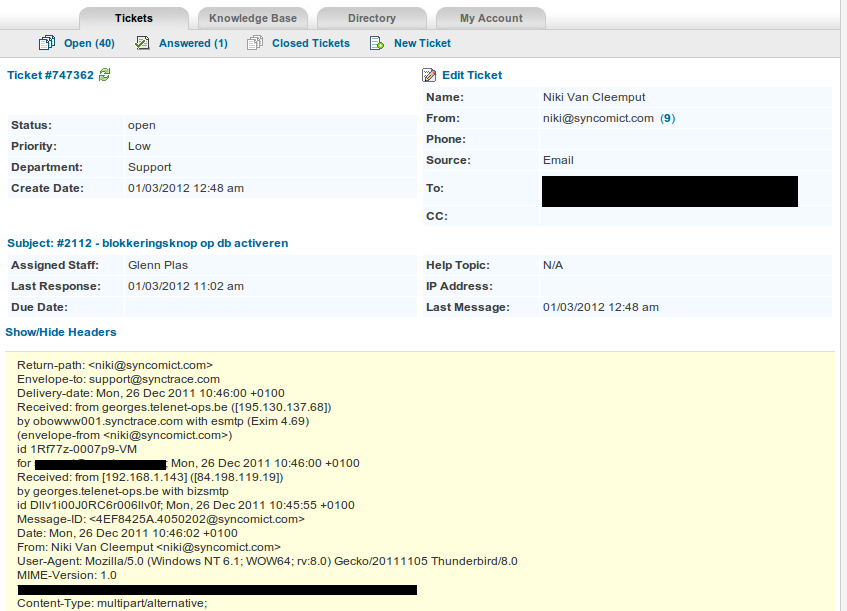 Tickets
Knowledge Base
Directory
My Account
Open (40)
Answered (1)
Closed Tickets
New Ticket
Ticket #747362
Edit Ticket
Name: Niki Van Cleemput
From: niki@syncomict.com (9)
Status: open
Phone:
Priority: Low
Source: Email
Department: Support
To:
Create Date: 01/03/2012 12:48 am
CC:
Subject: #2112 - blokkeringsknop op db activeren
Assigned Staff: Glenn Plas
Help Topic: N/A
Last Response: 01/03/2012 11:02 am
IP Address:
Due Date:
Last Message: 01/03/2012 12:48 am
Show/Hide Headers
Return-path: <niki@syncomict.com>
Envelope-to: support@synctrace.com
Delivery-date: Mon, 26 Dec 2011 10:46:00 +0100
Received: from georges.telenet-ops.be ([195.130.137.68])
by obowww001.synctrace.com with esmtp (Exim 4.69)
(envelope-from <niki@syncomict.com>)
id 1Rf77z-0007p9-VM
for ; Mon, 26 Dec 2011 10:46:00 +0100
Received: from [192.168.1.143] ([84.198.119.19])
by georges.telenet-ops.be with bizsmtp
id DlIv1i00J0RC6r006lIv0f; Mon, 26 Dec 2011 10:45:55 +0100
Message-ID: <4EF8425A.4050202@syncomict.com>
Date: Mon, 26 Dec 2011 10:46:02 +0100
From: Niki Van Cleemput <niki@syncomict.com>
User-Agent: Mozilla/5.0 (Windows NT 6.1; WOW64; rv:8.0) Gecko/20111105 Thunderbird/8.0
MIME-Version: 1.0
Content-Type: multipart/alternative;